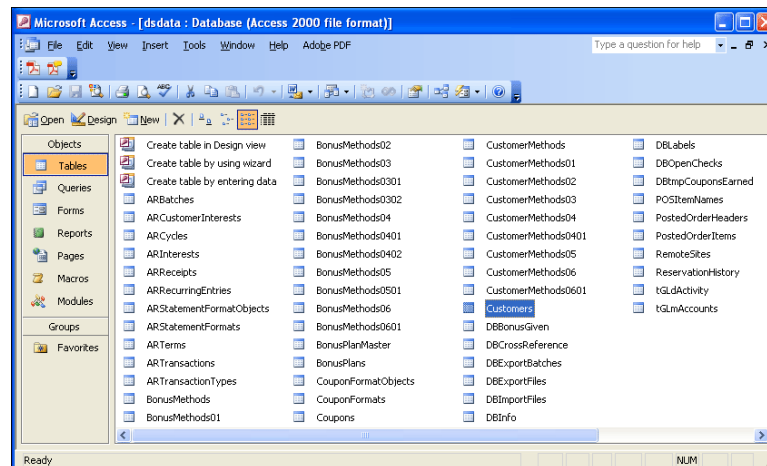 Microsoft Access - [dsdata : Database (Access 2000 file format)]
File Edit View Insert Tools Window Help Adobe PDF
Type a question for help
Open Design New
Objects
Tables
Queries
Forms
Reports
Pages
Macros
Modules
Groups
Favorites
Create table in Design view
Create table by using wizard
Create table by entering data
ARBatches
ARCustomerInterests
ARCycles
ARInterests
ARReceipts
ARRecurringEntries
ARStatementFormatObjects
ARStatementFormats
ARTerms
ARTransactions
ARTransactionTypes
BonusMethods
BonusMethods01
BonusMethods02
BonusMethods03
BonusMethods0301
BonusMethods0302
BonusMethods04
BonusMethods0401
BonusMethods0402
BonusMethods05
BonusMethods0501
BonusMethods06
BonusMethods0601
BonusPlanMaster
BonusPlans
CouponFormatObjects
CouponFormats
Coupons
CustomerMethods
CustomerMethods01
CustomerMethods02
CustomerMethods03
CustomerMethods04
CustomerMethods0401
CustomerMethods05
CustomerMethods06
CustomerMethods0601
Customers
DBBonusGiven
DBCrossReference
DBExportBatches
DBExportFiles
DBImportFiles
DBInfo
DBLabels
DBOpenChecks
DBtmpCouponsEarned
POSItemNames
PostedOrderHeaders
PostedOrderItems
RemoteSites
ReservationHistory
tGLdActivity
tGLmAccounts
Ready
NUM